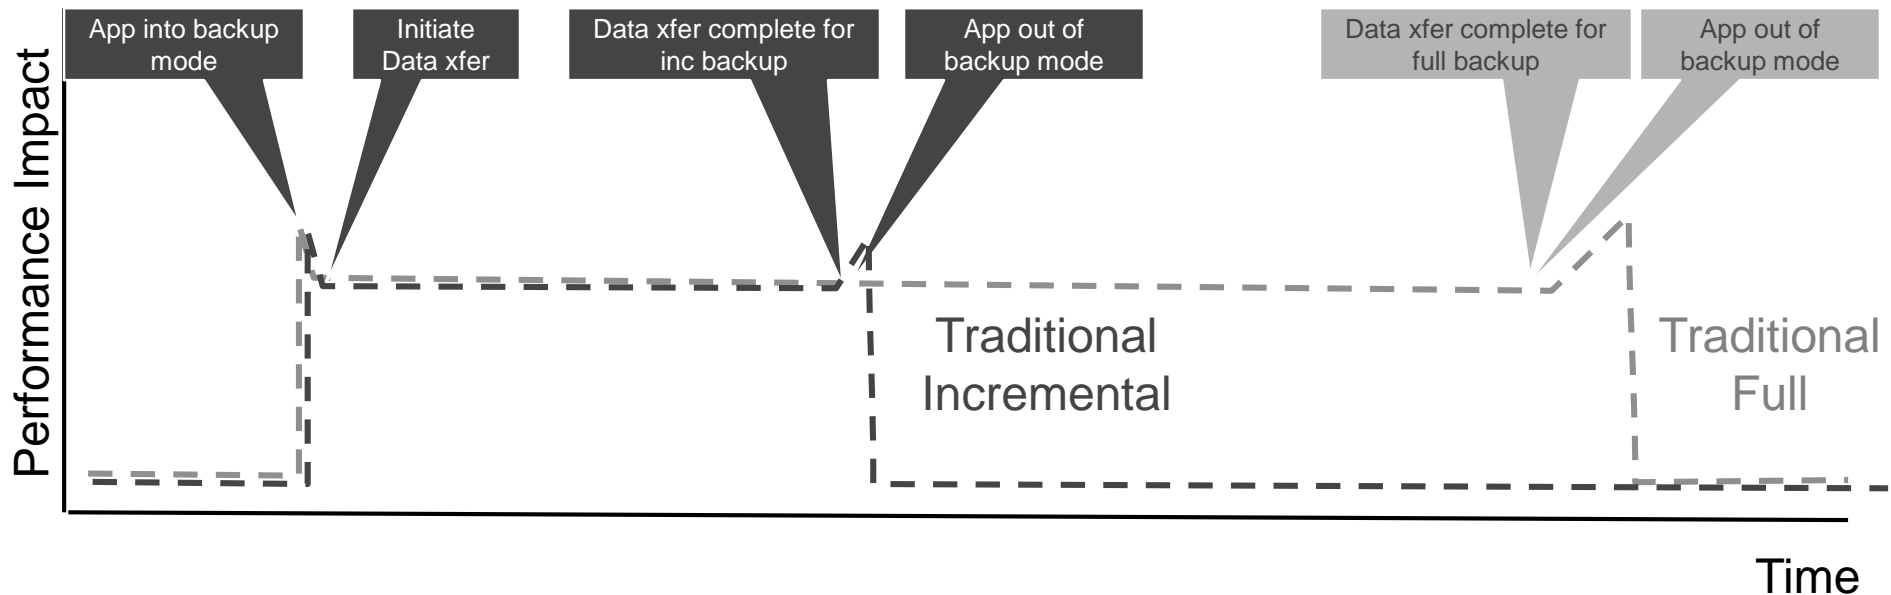 App into backup
mode
Initiate
Data xfer
Data xfer complete for
inc backup
App out of
backup mode
Data xfer complete for
full backup
App out of
backup mode
Performance Impact
Traditional
Incremental
Traditional
Full
Time